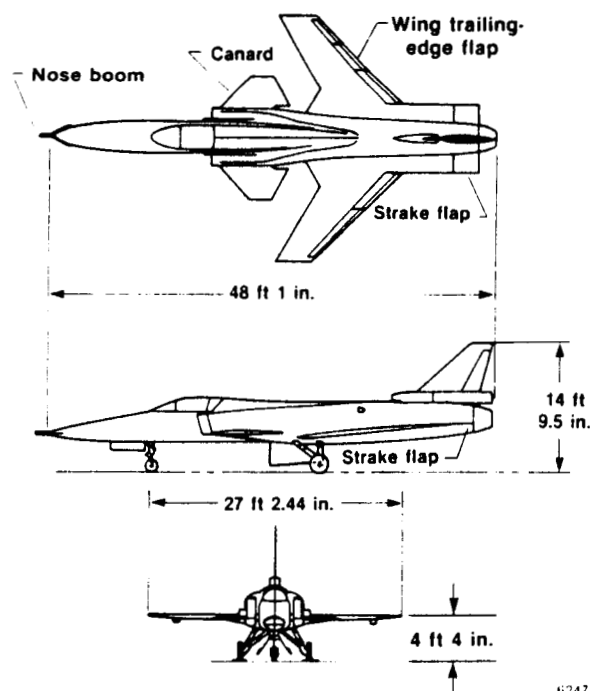 Wing trailing-
edge flap
Canard
Nose boom
Strake flap
48 ft 1 in.
14 ft
9.5 in.
Strake flap
27 ft 2.44 in.
4 ft 4 in.